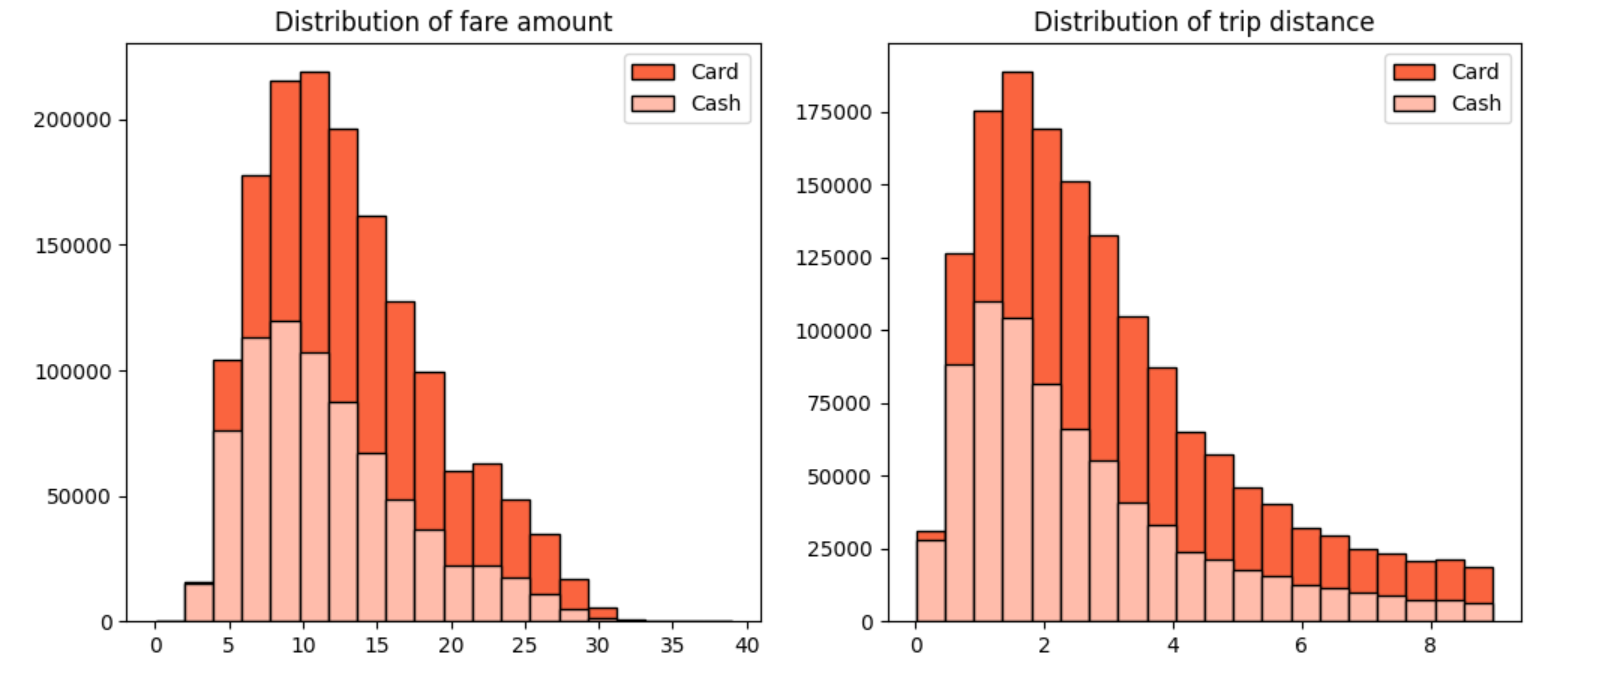 Distribution of fare amount
Card
Cash
200000
150000
100000
50000
0
0 5 10 15 20 25 30 35 40
Distribution of trip distance
Card
Cash
175000
150000
125000
100000
75000
50000
25000
0
0 2 4 6 8